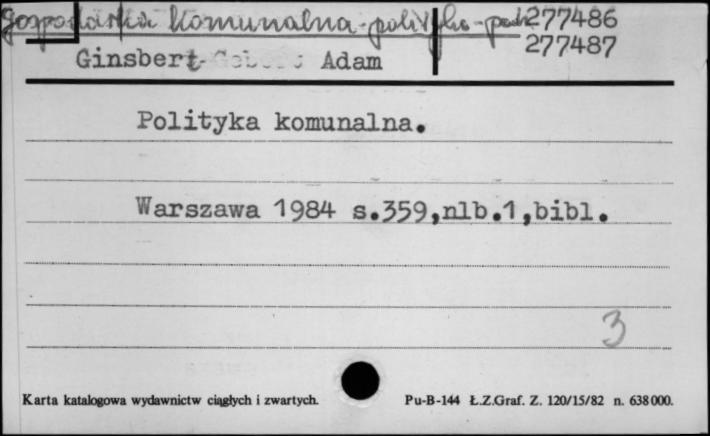 Gospodarka komunalna - polityka - podr
277486
277487
Ginsbert-Gebert Adam
Polityka komunalna.
Warszawa 1984 s.359,nlb.1,bibl.
3
Karta katalogowa wydawnictw ciągłych i zwartych. Pu-B-144 Ł.Z.Graf. Z. 120/15/82 n. 638000.